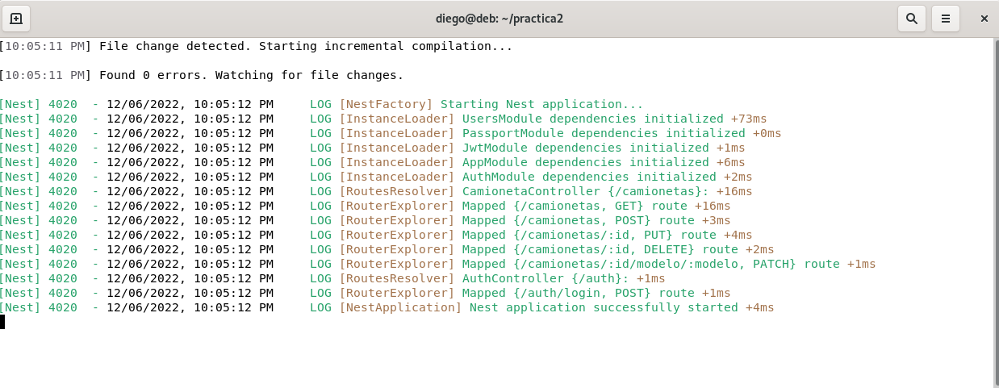 diego@deb: ~/practica2
[10:05:11 PM] File change detected. Starting incremental compilation...
[10:05:11 PM] Found 0 errors. Watching for file changes.
[Nest] 4020  - 12/06/2022, 10:05:12 PM     LOG [NestFactory] Starting Nest application...
[Nest] 4020  - 12/06/2022, 10:05:12 PM     LOG [InstanceLoader] UsersModule dependencies initialized +73ms
[Nest] 4020  - 12/06/2022, 10:05:12 PM     LOG [InstanceLoader] PassportModule dependencies initialized +0ms
[Nest] 4020  - 12/06/2022, 10:05:12 PM     LOG [InstanceLoader] JwtModule dependencies initialized +1ms
[Nest] 4020  - 12/06/2022, 10:05:12 PM     LOG [InstanceLoader] AppModule dependencies initialized +6ms
[Nest] 4020  - 12/06/2022, 10:05:12 PM     LOG [InstanceLoader] AuthModule dependencies initialized +2ms
[Nest] 4020  - 12/06/2022, 10:05:12 PM     LOG [RoutesResolver] CamionetaController {/camionetas}: +16ms
[Nest] 4020  - 12/06/2022, 10:05:12 PM     LOG [RouterExplorer] Mapped {/camionetas, GET} route +16ms
[Nest] 4020  - 12/06/2022, 10:05:12 PM     LOG [RouterExplorer] Mapped {/camionetas, POST} route +3ms
[Nest] 4020  - 12/06/2022, 10:05:12 PM     LOG [RouterExplorer] Mapped {/camionetas/:id, PUT} route +4ms
[Nest] 4020  - 12/06/2022, 10:05:12 PM     LOG [RouterExplorer] Mapped {/camionetas/:id, DELETE} route +2ms
[Nest] 4020  - 12/06/2022, 10:05:12 PM     LOG [RouterExplorer] Mapped {/camionetas/:id/modelo/:modelo, PATCH} route +1ms
[Nest] 4020  - 12/06/2022, 10:05:12 PM     LOG [RoutesResolver] AuthController {/auth}: +1ms
[Nest] 4020  - 12/06/2022, 10:05:12 PM     LOG [RouterExplorer] Mapped {/auth/login, POST} route +1ms
[Nest] 4020  - 12/06/2022, 10:05:12 PM     LOG [NestApplication] Nest application successfully started +4ms